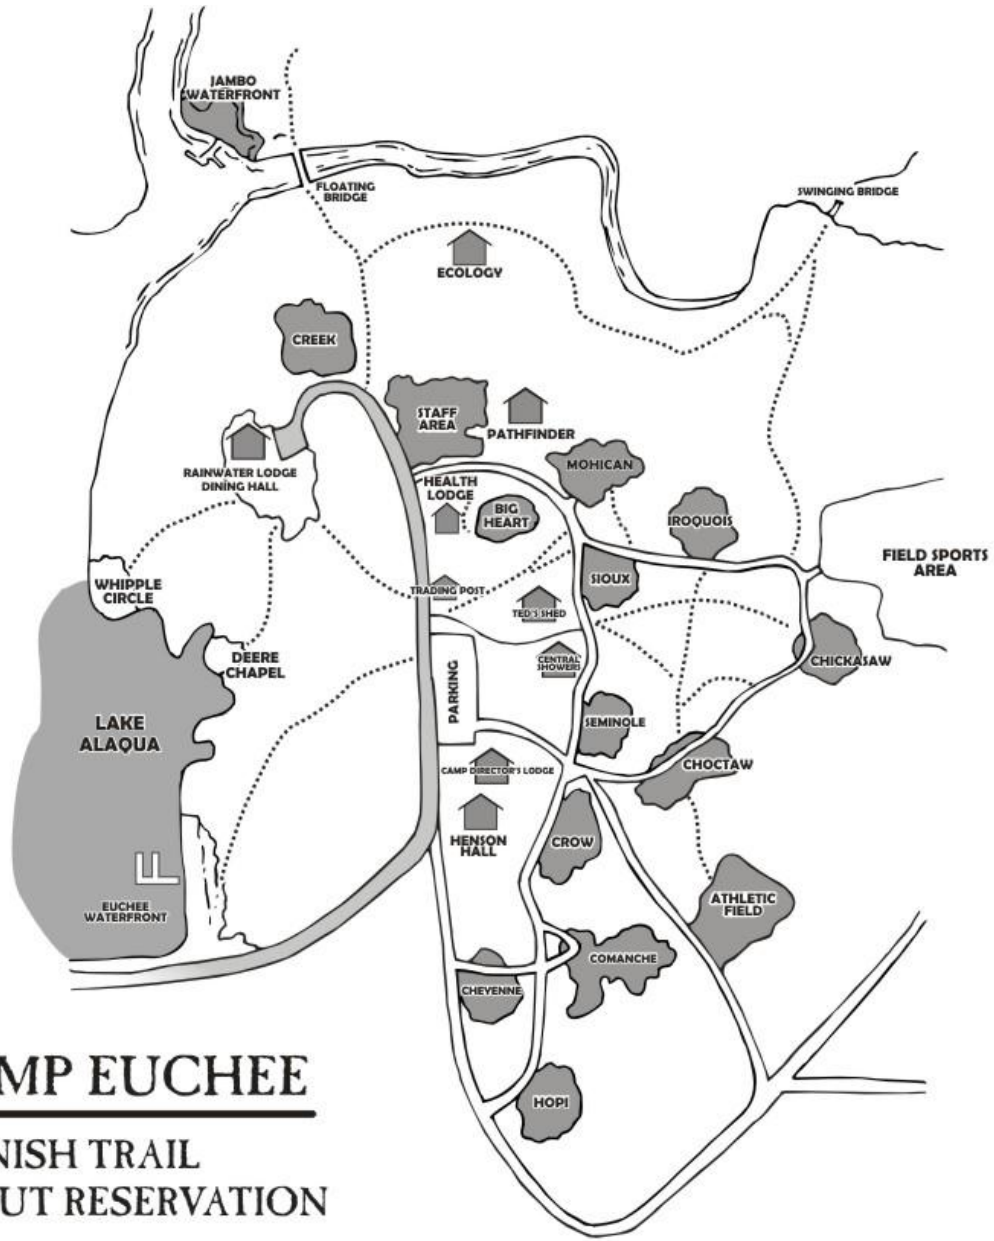 JAMBO
WATERFRONT
FLOATING
BRIDGE
SWINGING BRIDGE
ECOLOGY
CREEK
STAFF
AREA
PATHFINDER
MOHICAN
RAINWATER LODGE
DINING HALL
HEALTH
LODGE
BIG
HEART
IROQUOIS
FIELD SPORTS
AREA
WHIPPLE
CIRCLE
TRADING POST
SIOUX
TED'S SHED
DEERE
CHAPEL
CENTRAL
SHOWERS
CHICKASAW
PARKING
LAKE
ALAQUA
SEMINOLE
CAMP DIRECTOR'S LODGE
CHOCTAW
HENSON
HALL
CROW
EUCHEE
WATERFRONT
ATHLETIC
FIELD
COMANCHE
CHEYENNE
HOPI
MP EUCHEE
NISH TRAIL
UT RESERVATION